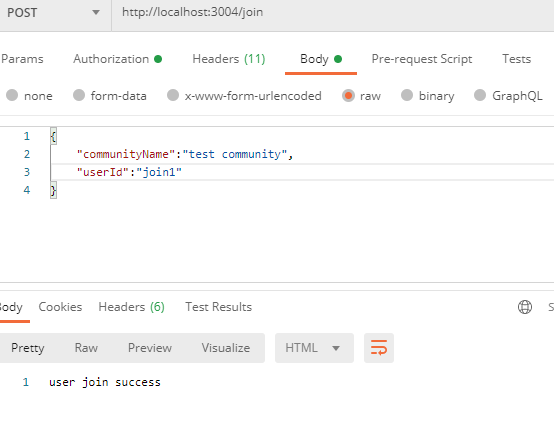 POST http://localhost:3004/join
Params Authorization Headers (11) Body Pre-request Script Tests
none form-data x-www-form-urlencoded raw binary GraphQL
1 {
2 "communityName":"test community",
3 "userId":"join1"
4 }
Body Cookies Headers (6) Test Results S
Pretty Raw Preview Visualize HTML
1 user join success